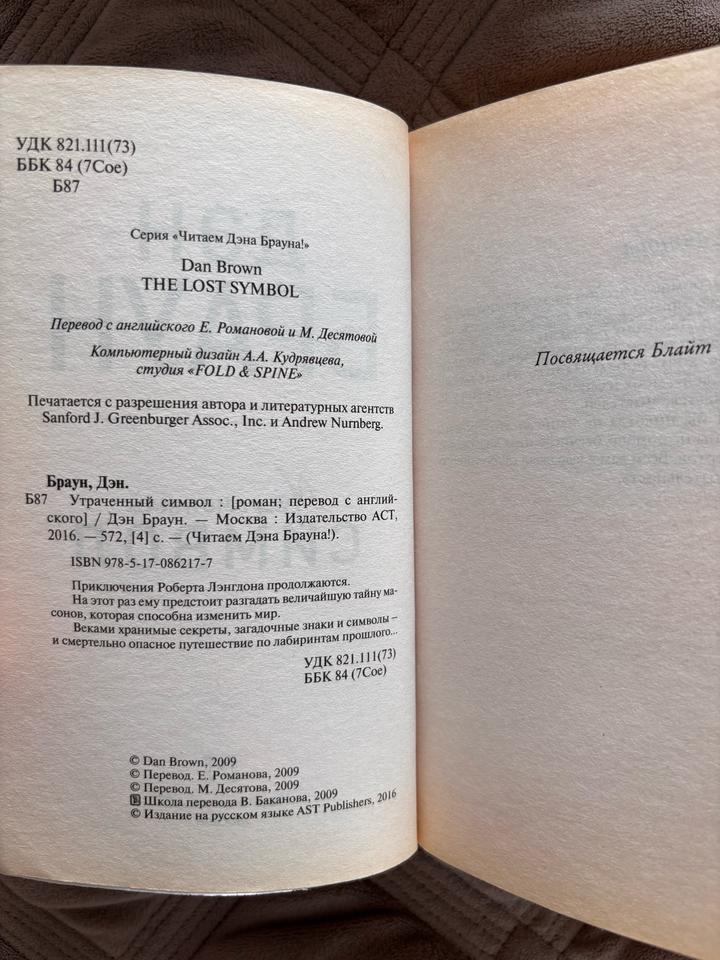 УДК 821.111(73)
ББК 84 (7Сое)
Б87
Серия «Читаем Дэна Брауна!»
Dan Brown
THE LOST SYMBOL
Перевод с английского Е. Романовой и М. Десятовой
Компьютерный дизайн А.А. Кудрявцева,
студия «FOLD & SPINE»
Печатается с разрешения автора и литературных агентств
Sanford J. Greenburger Assoc., Inc. и Andrew Nurnberg.
Браун, Дэн.
Б87 Утраченный символ : [роман; перевод с англий-
ского] / Дэн Браун. — Москва : Издательство АСТ,
2016. — 572, [4] с. — (Читаем Дэна Брауна!).
ISBN 978-5-17-086217-7
Приключения Роберта Лэнгдона продолжаются.
На этот раз ему предстоит разгадать величайшую тайну ма-
сонов, которая способна изменить мир.
Веками хранимые секреты, загадочные знаки и символы –
и смертельно опасное путешествие по лабиринтам прошлого...
УДК 821.111(73)
ББК 84 (7Сое)
© Dan Brown, 2009
© Перевод. Е. Романова, 2009
© Перевод. М. Десятова, 2009
Школа перевода В. Баканова, 2009
© Издание на русском языке AST Publishers, 2016
Посвящается Блайт